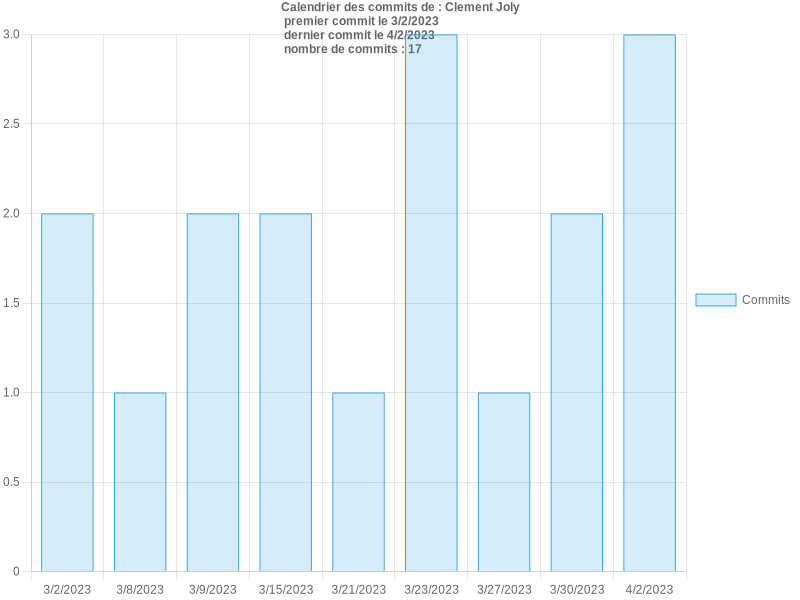 Calendrier des commits de : Clement Joly
premier commit le 3/2/2023
dernier commit le 4/2/2023
nombre de commits : 17
3.0
2.5
2.0
1.5
1.0
0.5
0
Commits
3/2/2023 3/8/2023 3/9/2023 3/15/2023 3/21/2023 3/23/2023 3/27/2023 3/30/2023 4/2/2023